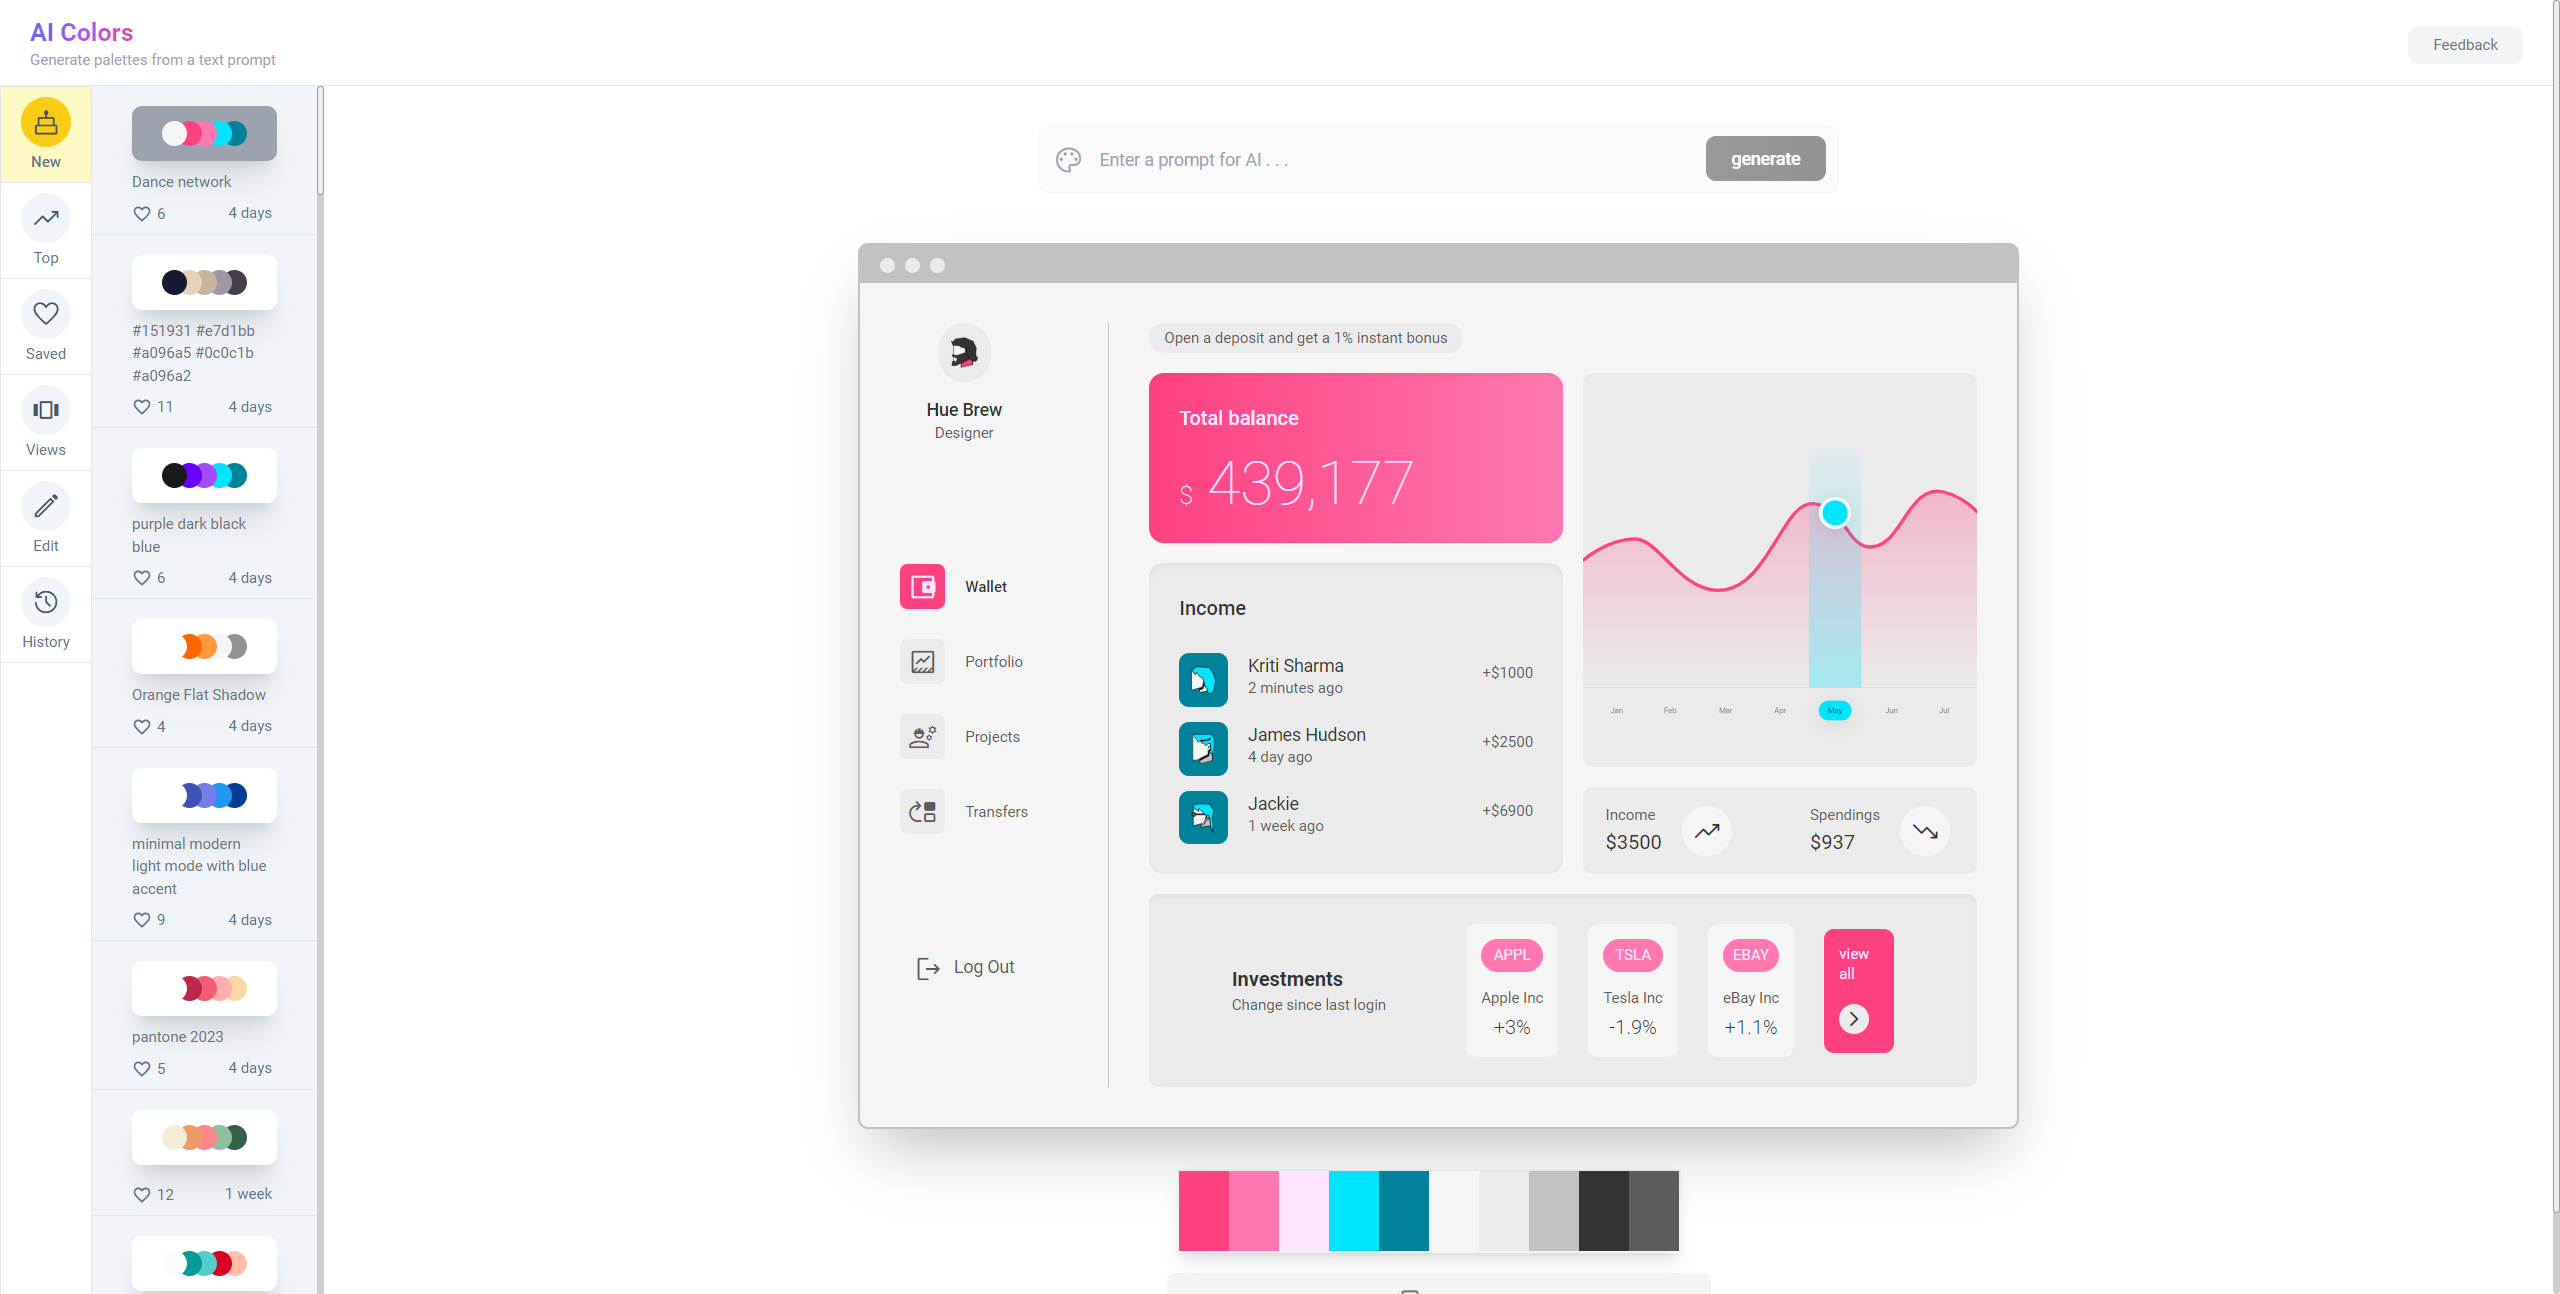 AI Colors
Generate palettes from a text prompt
Feedback
New
Top
Saved
Views
Edit
History
Dance network
6
4 days
#151931 #e7d1bb
#a096a5 #0c0c1b
#a096a2
11
4 days
purple dark black
blue
6
4 days
Orange Flat Shadow
4
4 days
minimal modern
light mode with blue
accent
9
4 days
pantone 2023
5
4 days
12
1 week
Enter a prompt for AI . . .
generate
Hue Brew
Designer
Wallet
Portfolio
Projects
Transfers
Log Out
Open a deposit and get a 1% instant bonus
Total balance
$ 439,177
Income
Kriti Sharma
2 minutes ago
+$1000
James Hudson
4 day ago
+$2500
Jackie
1 week ago
+$6900
Jan Feb Mar Apr May Jun Jul
Income
$3500
Spendings
$937
Investments
Change since last login
APPL
Apple Inc
+3%
TSLA
Tesla Inc
-1.9%
EBAY
eBay Inc
+1.1%
view
all